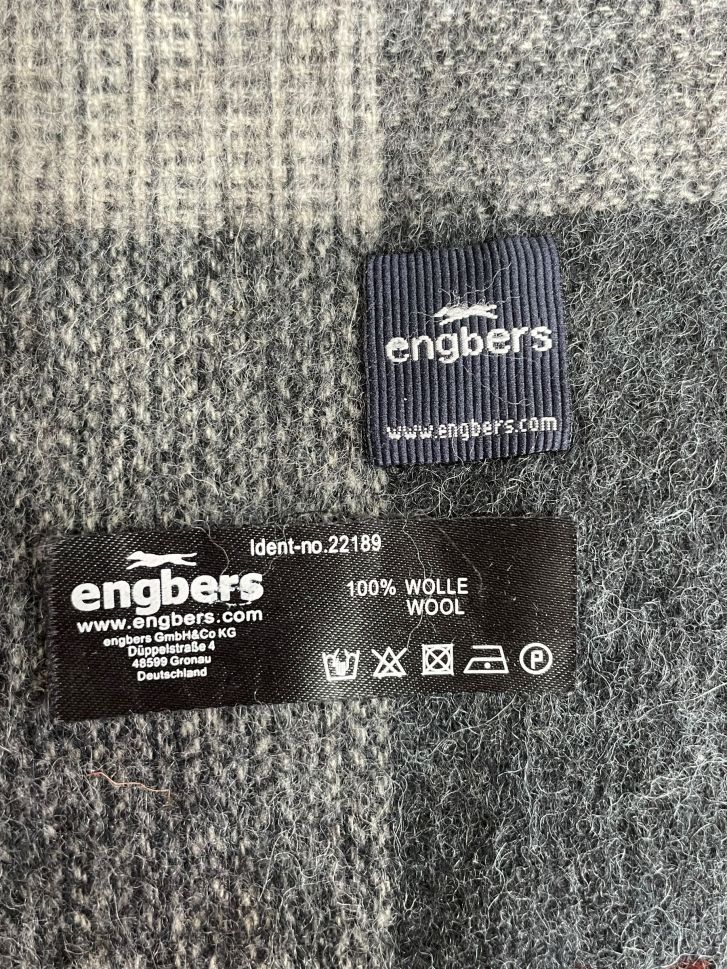 engbers
www.engbers.com
Ident-no.22189
engbers
www.engbers.com
engbers GmbH&Co KG
Düppelstraße 4
48599 Gronau
Deutschland
100% WOLLE
WOOL
P